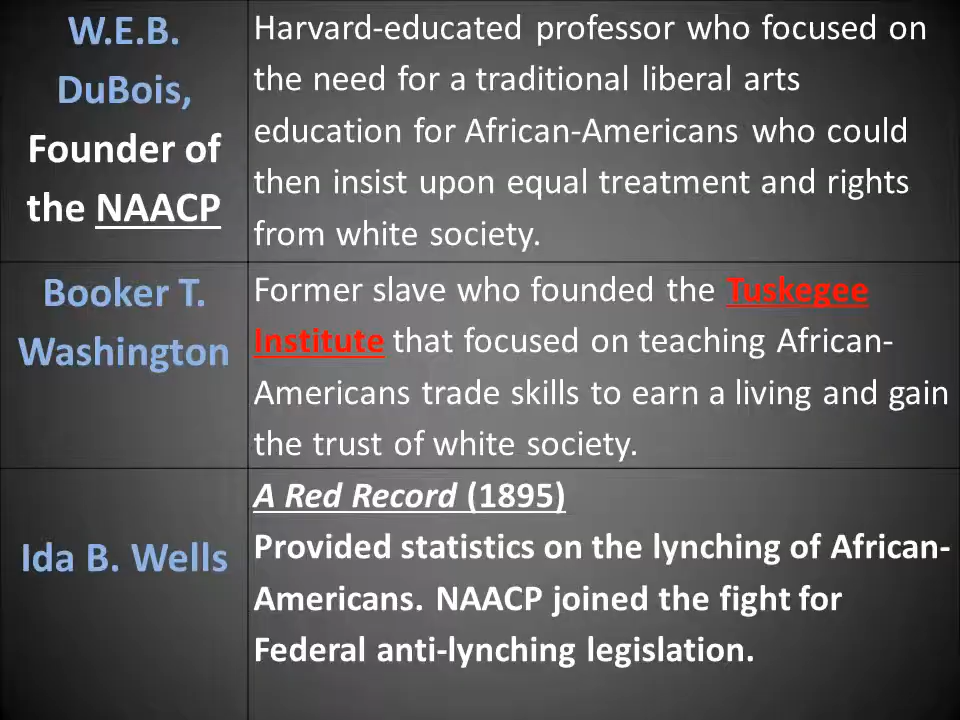 W.E.B.
DuBois,
Founder of
the NAACP
Harvard-educated professor who focused on
the need for a traditional liberal arts
education for African-Americans who could
then insist upon equal treatment and rights
from white society.
Booker T.
Washington
Former slave who founded the Tuskegee
Institute that focused on teaching African-
Americans trade skills to earn a living and gain
the trust of white society.
Ida B. Wells
A Red Record (1895)
Provided statistics on the lynching of African-
Americans. NAACP joined the fight for
Federal anti-lynching legislation.